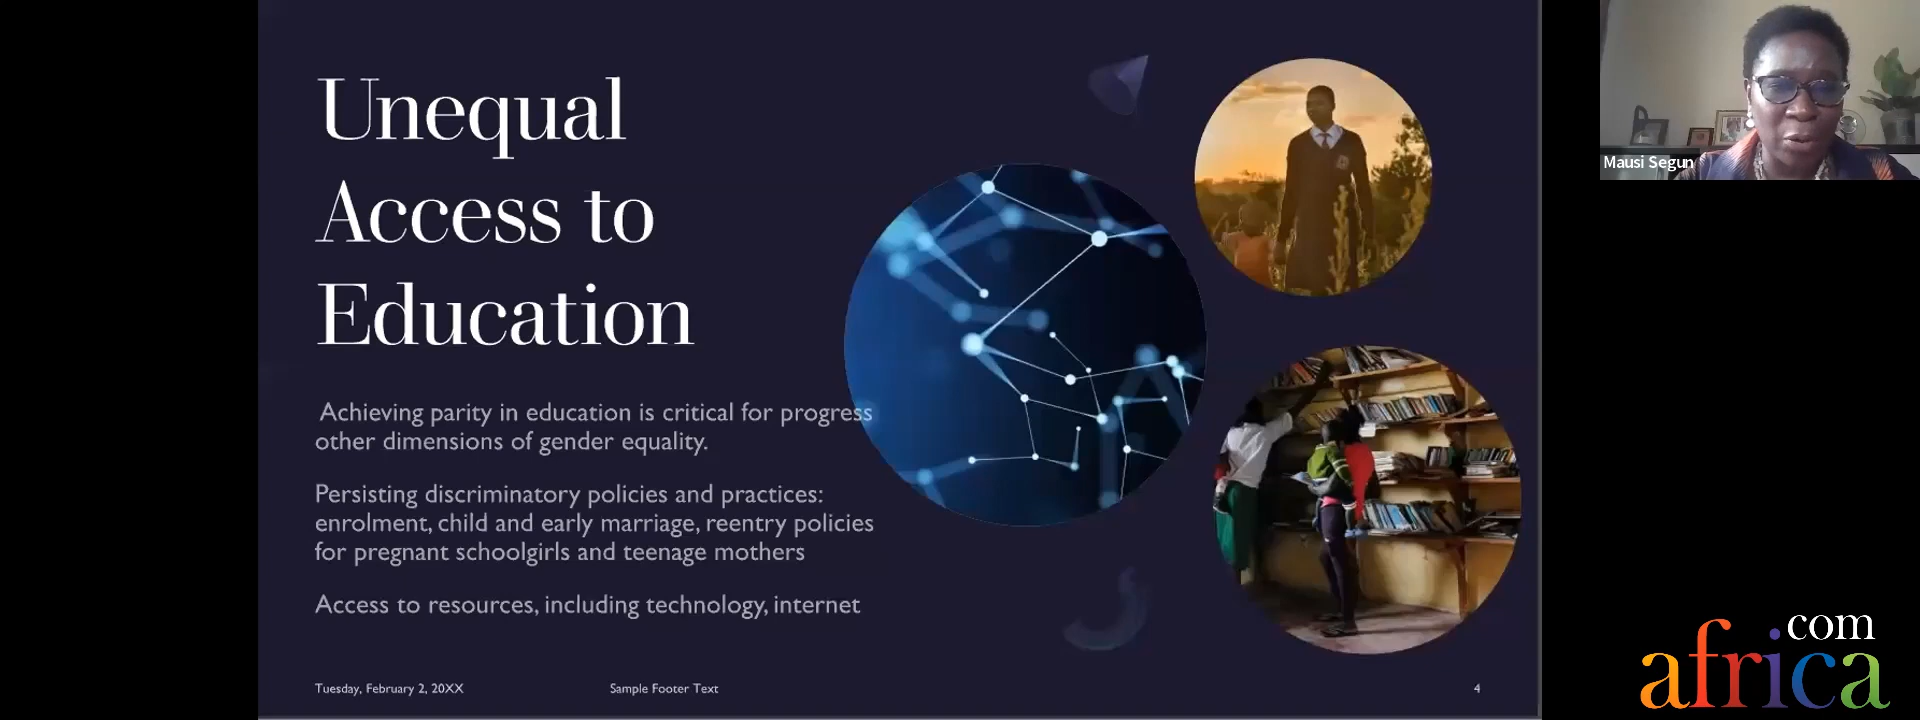 Unequal
Access to
Education
Achieving parity in education is critical for progress
other dimensions of gender equality.
Persisting discriminatory policies and practices:
enrolment, child and early marriage, reentry policies
for pregnant schoolgirls and teenage mothers
Access to resources, including technology, internet
Tuesday, February 2, 20XX
Sample Footer Text
4
Mausi Segun
com
africa